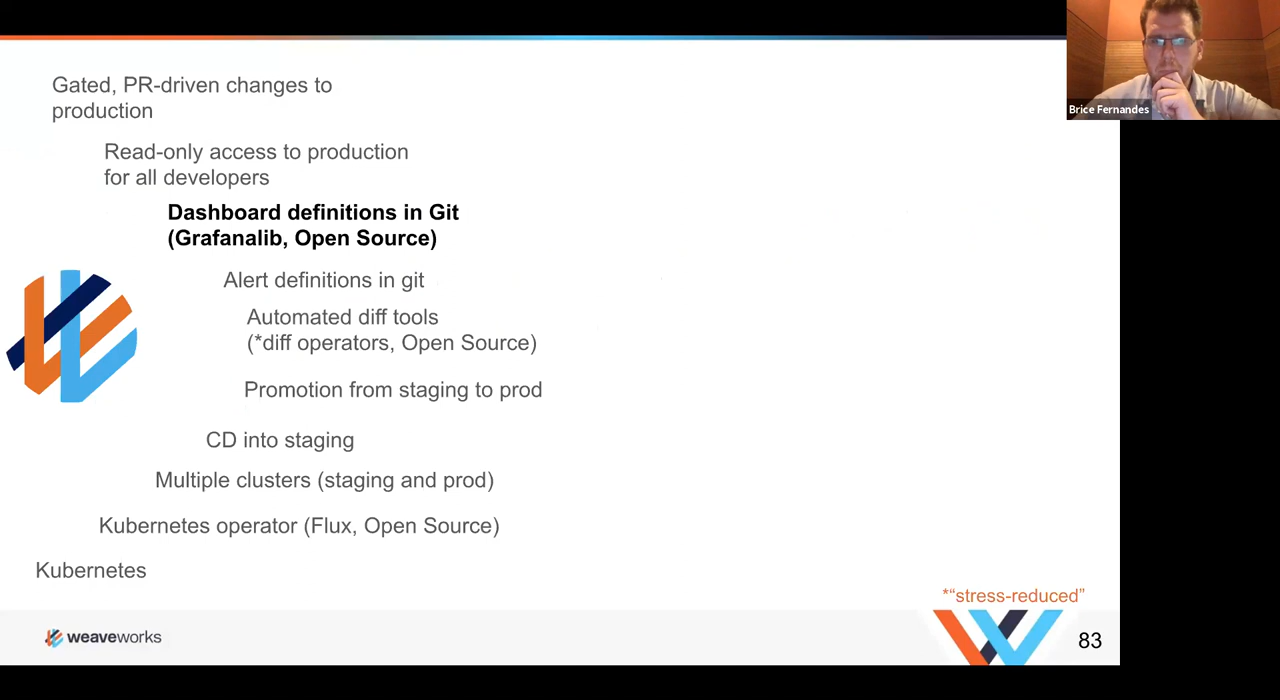 Gated, PR-driven changes to
production
Read-only access to production
for all developers
Dashboard definitions in Git
(Grafanalib, Open Source)
Alert definitions in git
Automated diff tools
(*diff operators, Open Source)
Promotion from staging to prod
CD into staging
Multiple clusters (staging and prod)
Kubernetes operator (Flux, Open Source)
Kubernetes
*“stress-reduced”
weaveworks
83
Brice Fernandes